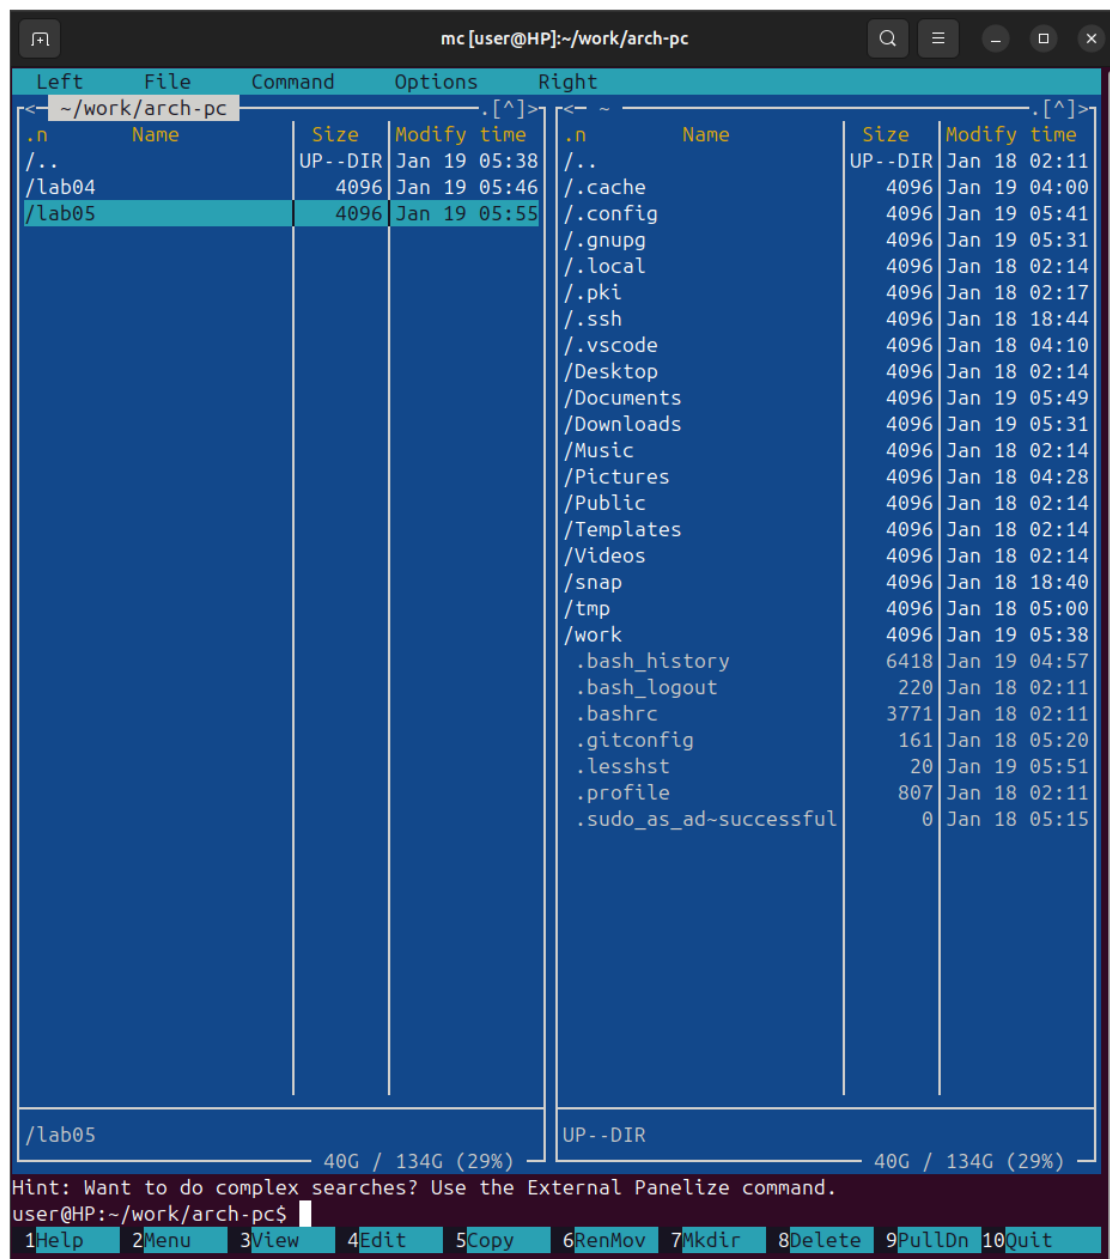 mc [user@HP]:~/work/arch-pc
Left File Command Options Right
<─ ~/work/arch-pc ─.[^]>
.n Name Size Modify time
/.. UP--DIR Jan 19 05:38
/lab04 4096 Jan 19 05:46
/lab05 4096 Jan 19 05:55
/lab05
40G / 134G (29%)
<─ ~ ─.[^]>
.n Name Size Modify time
/.. UP--DIR Jan 18 02:11
/.cache 4096 Jan 19 04:00
/.config 4096 Jan 19 05:41
/.gnupg 4096 Jan 19 05:31
/.local 4096 Jan 18 02:14
/.pki 4096 Jan 18 02:17
/.ssh 4096 Jan 18 18:44
/.vscode 4096 Jan 18 04:10
/Desktop 4096 Jan 18 02:14
/Documents 4096 Jan 19 05:49
/Downloads 4096 Jan 19 05:31
/Music 4096 Jan 18 02:14
/Pictures 4096 Jan 18 04:28
/Public 4096 Jan 18 02:14
/Templates 4096 Jan 18 02:14
/Videos 4096 Jan 18 02:14
/snap 4096 Jan 18 18:40
/tmp 4096 Jan 18 05:00
/work 4096 Jan 19 05:38
.bash_history 6418 Jan 19 04:57
.bash_logout 220 Jan 18 02:11
.bashrc 3771 Jan 18 02:11
.gitconfig 161 Jan 18 05:20
.lesshst 20 Jan 19 05:51
.profile 807 Jan 18 02:11
.sudo_as_ad~successful 0 Jan 18 05:15
UP--DIR
40G / 134G (29%)
Hint: Want to do complex searches? Use the External Panelize command.
user@HP:~/work/arch-pc$
1Help 2Menu 3View 4Edit 5Copy 6RenMov 7Mkdir 8Delete 9PullDn 10Quit